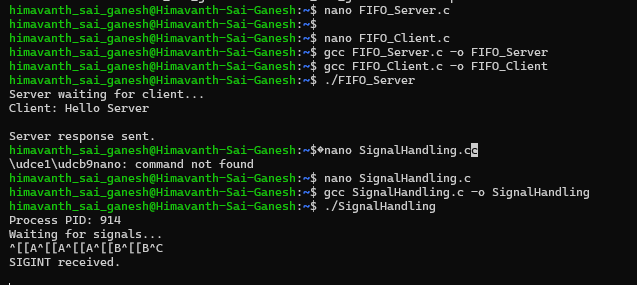 himavanth_sai_ganesh@Himavanth-Sai-Ganesh:~$ nano FIFO_Server.c
himavanth_sai_ganesh@Himavanth-Sai-Ganesh:~$
himavanth_sai_ganesh@Himavanth-Sai-Ganesh:~$ nano FIFO_Client.c
himavanth_sai_ganesh@Himavanth-Sai-Ganesh:~$ gcc FIFO_Server.c -o FIFO_Server
himavanth_sai_ganesh@Himavanth-Sai-Ganesh:~$ gcc FIFO_Client.c -o FIFO_Client
himavanth_sai_ganesh@Himavanth-Sai-Ganesh:~$ ./FIFO_Server
Server waiting for client...
Client: Hello Server
Server response sent.
himavanth_sai_ganesh@Himavanth-Sai-Ganesh:~$�nano SignalHandling.cc
\udce1\udcb9nano: command not found
himavanth_sai_ganesh@Himavanth-Sai-Ganesh:~$ nano SignalHandling.c
himavanth_sai_ganesh@Himavanth-Sai-Ganesh:~$ gcc SignalHandling.c -o SignalHandling
himavanth_sai_ganesh@Himavanth-Sai-Ganesh:~$ ./SignalHandling
Process PID: 914
Waiting for signals...
^[[A^[[A^[[A^[[B^[[B^C
SIGINT received.